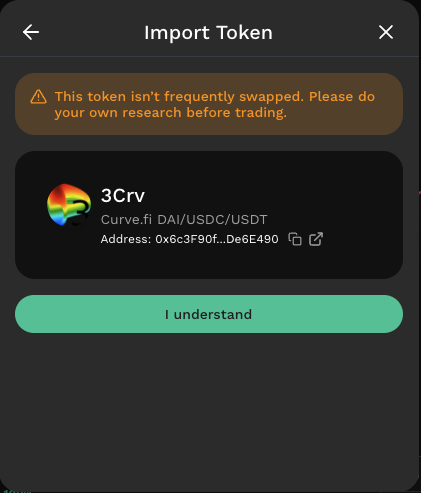 Import Token
This token isn't frequently swapped. Please do
your own research before trading.
3Crv
Curve.fi DAI/USDC/USDT
Address: 0x6c3F90f...De6E490
I understand